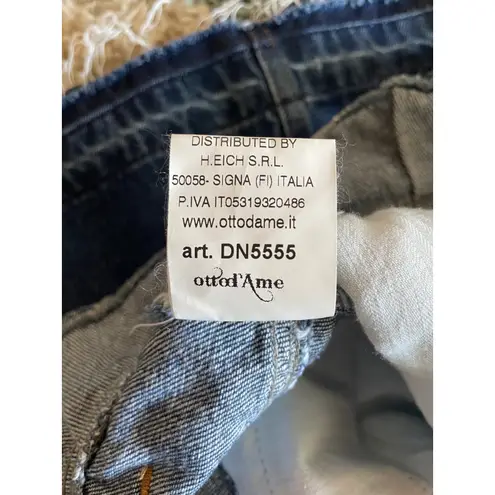 DISTRIBUTED BY
H.EICH S.R.L.
50058- SIGNA (FI) ITALIA
P.IVA IT05319320486
www.ottodame.it
art. DN5555
ottod'Ame